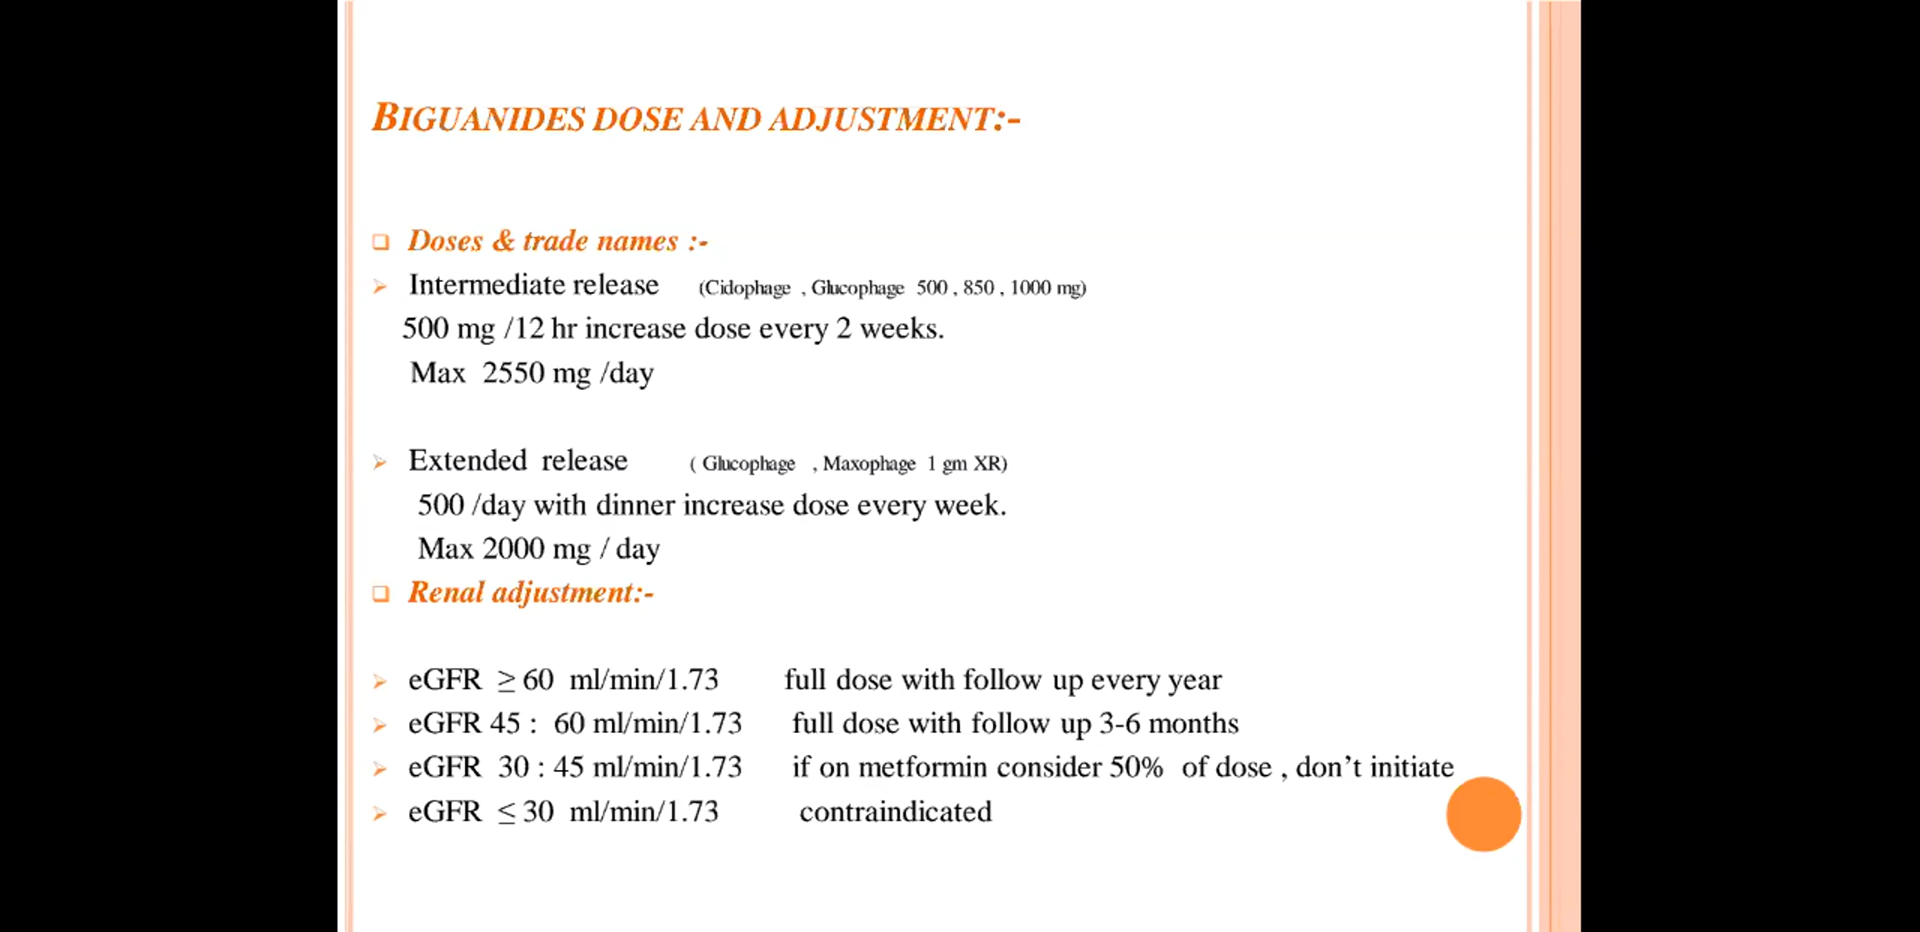 BIGUANIDES DOSE AND ADJUSTMENT:-
Doses & trade names :-
Intermediate release (Cidophage , Glucophage 500 , 850 , 1000 mg)
500 mg /12 hr increase dose every 2 weeks.
Max 2550 mg /day
Extended release ( Glucophage , Maxophage 1 gm XR)
500 /day with dinner increase dose every week.
Max 2000 mg / day
Renal adjustment:-
eGFR ≥ 60 ml/min/1.73 full dose with follow up every year
eGFR 45 : 60 ml/min/1.73 full dose with follow up 3-6 months
eGFR 30 : 45 ml/min/1.73 if on metformin consider 50% of dose , don’t initiate
eGFR ≤ 30 ml/min/1.73 contraindicated